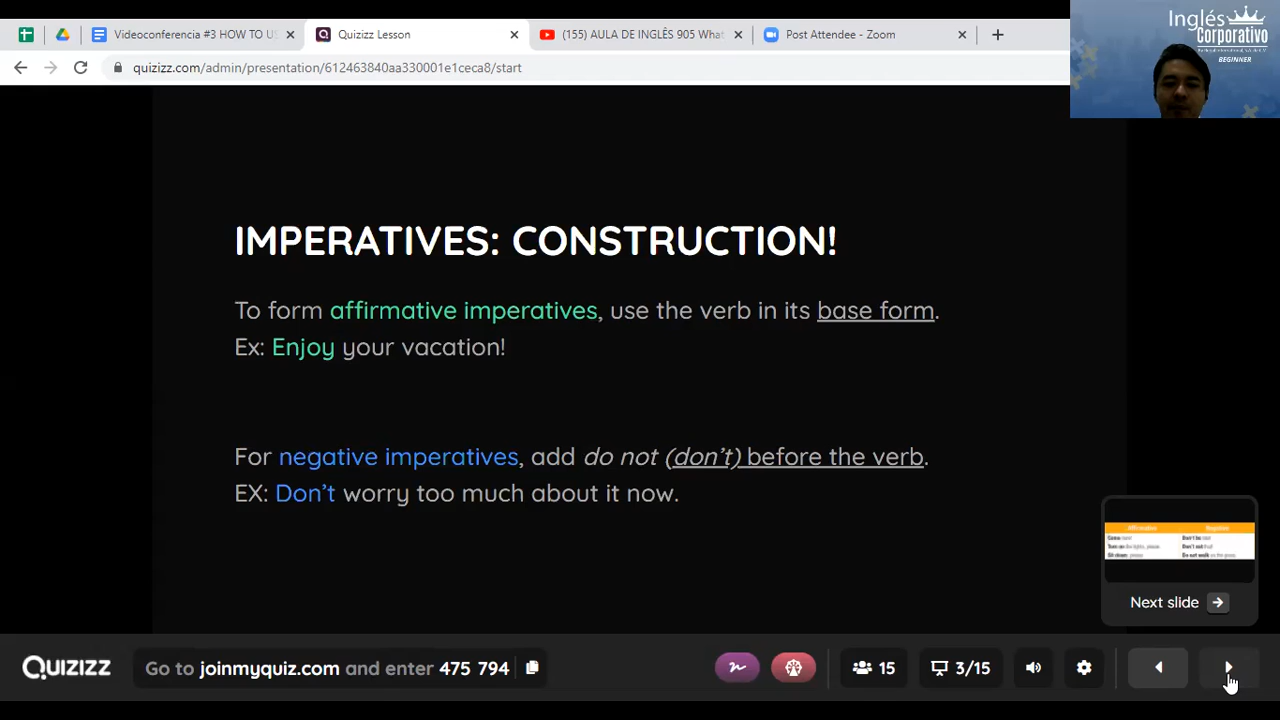 Videoconferencia #3 HOW TO U
Quizizz Lesson
(155) AULA DE INGLÊS 905 What
Post Attendee - Zoom
quizizz.com/admin/presentation/612463840aa330001e1ceca8/start
Inglés
Corporativo
BEGINNER
IMPERATIVES: CONSTRUCTION!
To form affirmative imperatives, use the verb in its base form.
Ex: Enjoy your vacation!
For negative imperatives, add do not (don't) before the verb.
EX: Don't worry too much about it now.
Affirmative Negative
Next slide
QUIZIZZ
Go to joinmyquiz.com and enter 475 794
15
3/15